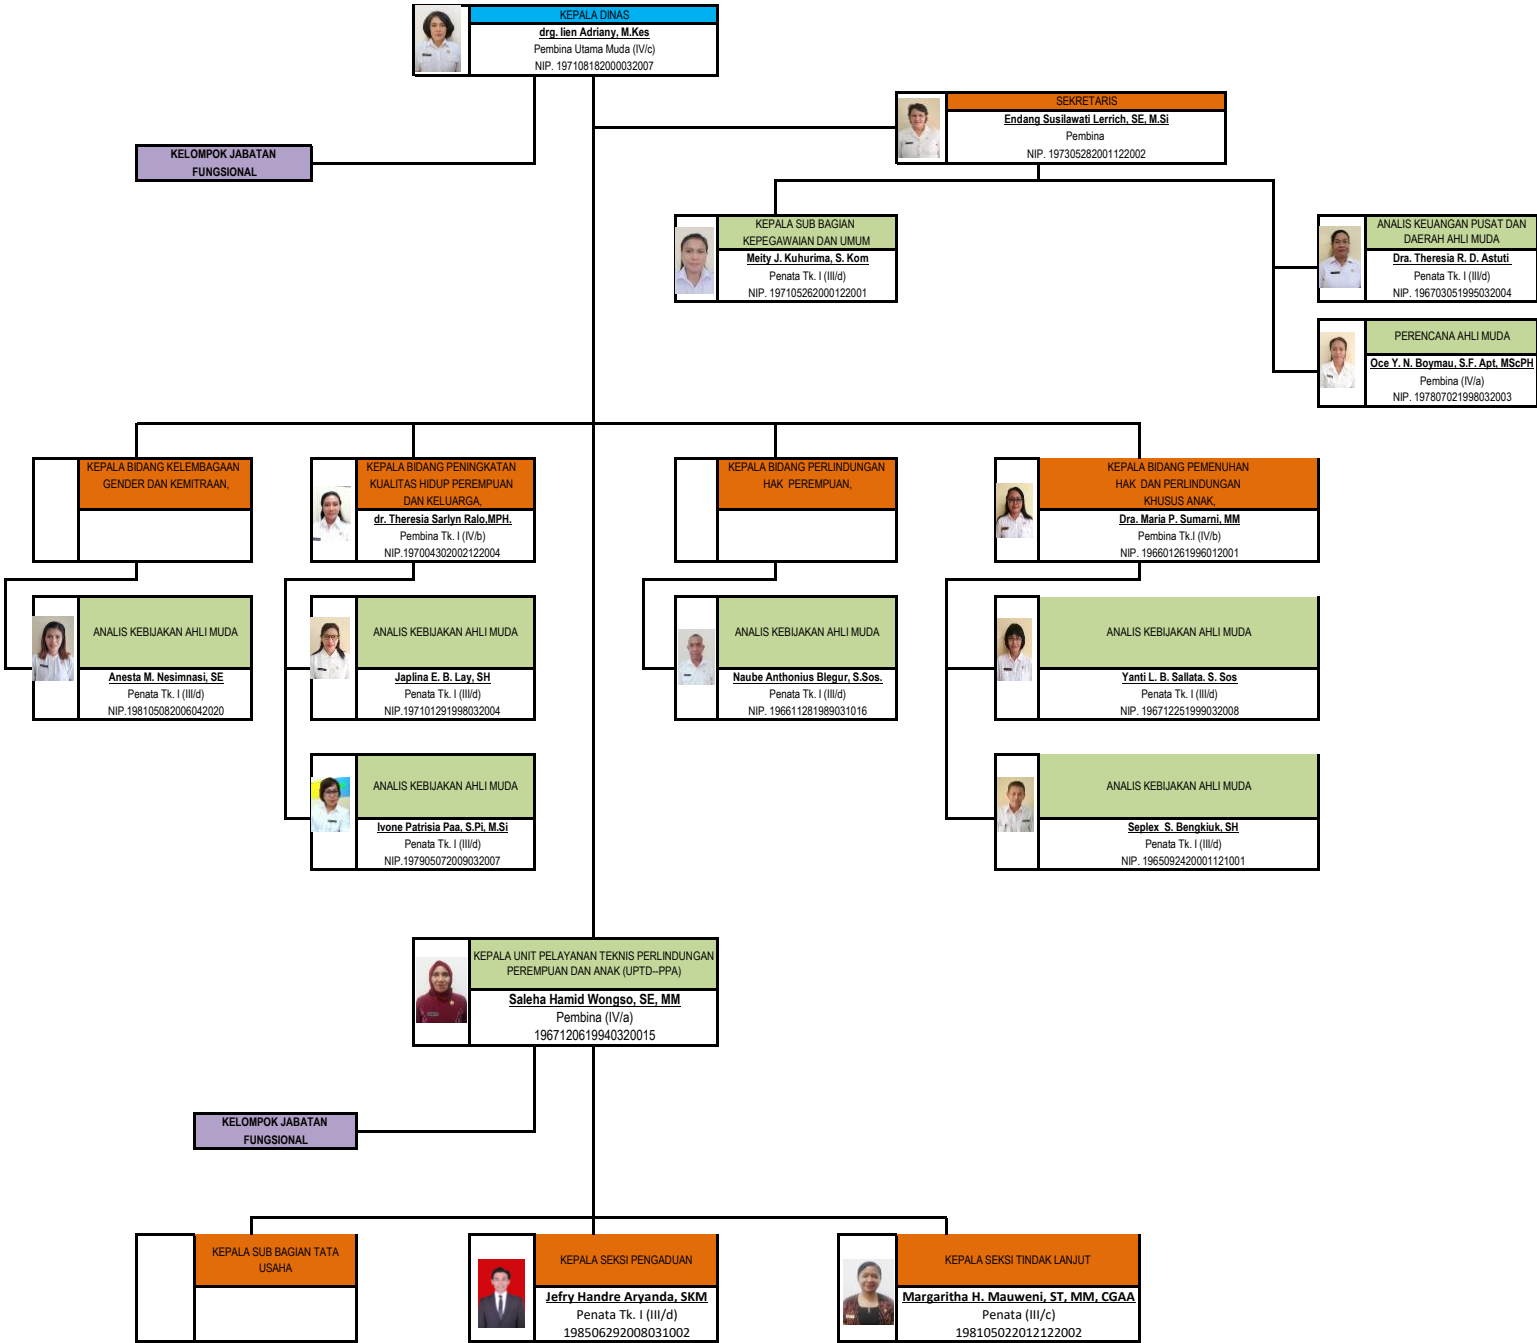 KEPALA DINAS
drg. Iien Adriany, M.Kes
Pembina Utama Muda (IV/c)
NIP. 197108182000032007
SEKRETARIS
Endang Susilawati Lerrich, SE, M.Si
Pembina
NIP. 197305282001122002
KELOMPOK JABATAN
FUNGSIONAL
KEPALA SUB BAGIAN
KEPEGAWAIAN DAN UMUM
Meity J. Kuhurima, S. Kom
Penata Tk. I (III/d)
NIP. 197105262000122001
ANALIS KEUANGAN PUSAT DAN
DAERAH AHLI MUDA
Dra. Theresia R. D. Astuti
Penata Tk. I (III/d)
NIP. 196703051995032004
PERENCANA AHLI MUDA
Oce Y. N. Boymau, S.F. Apt, MScPH
Pembina (IV/a)
NIP. 197807021998032003
KEPALA BIDANG KELEMBAGAAN
GENDER DAN KEMITRAAN,
KEPALA BIDANG PENINGKATAN
KUALITAS HIDUP PEREMPUAN
DAN KELUARGA,
dr. Theresia Sarlyn Ralo,MPH.
Pembina Tk. I (IV/b)
NIP.197004302002122004
KEPALA BIDANG PERLINDUNGAN
HAK  PEREMPUAN,
KEPALA BIDANG PEMENUHAN
HAK  DAN PERLINDUNGAN
KHUSUS ANAK,
Dra. Maria P. Sumarni, MM
Pembina Tk.I (IV/b)
NIP. 196601261996012001
ANALIS KEBIJAKAN AHLI MUDA
Anesta M. Nesimnasi, SE
Penata Tk. I (III/d)
NIP.198105082006042020
ANALIS KEBIJAKAN AHLI MUDA
Japlina E. B. Lay, SH
Penata Tk. I (III/d)
NIP.197101291998032004
ANALIS KEBIJAKAN AHLI MUDA
Naube Anthonius Blegur, S.Sos.
Penata Tk. I (III/d)
NIP. 196611281989031016
ANALIS KEBIJAKAN AHLI MUDA
Yanti L. B. Sallata. S. Sos
Penata Tk. I (III/d)
NIP. 196712251999032008
ANALIS KEBIJAKAN AHLI MUDA
Ivone Patrisia Paa, S.Pi, M.Si
Penata Tk. I (III/d)
NIP.197905072009032007
ANALIS KEBIJAKAN AHLI MUDA
Seplex  S. Bengkiuk, SH
Penata Tk. I (III/d)
NIP. 1965092420001121001
KEPALA UNIT PELAYANAN TEKNIS PERLINDUNGAN
PEREMPUAN DAN ANAK (UPTD–PPA)
Saleha Hamid Wongso, SE, MM
Pembina (IV/a)
1967120619940320015
KELOMPOK JABATAN
FUNGSIONAL
KEPALA SUB BAGIAN TATA
USAHA
KEPALA SEKSI PENGADUAN
Jefry Handre Aryanda, SKM
Penata Tk. I (III/d)
198506292008031002
KEPALA SEKSI TINDAK LANJUT
Margaritha H. Mauweni, ST, MM, CGAA
Penata (III/c)
198105022012122002